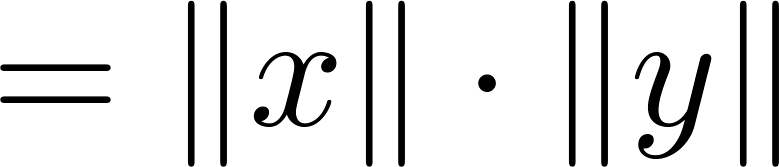 = ‖x‖ · ‖y‖